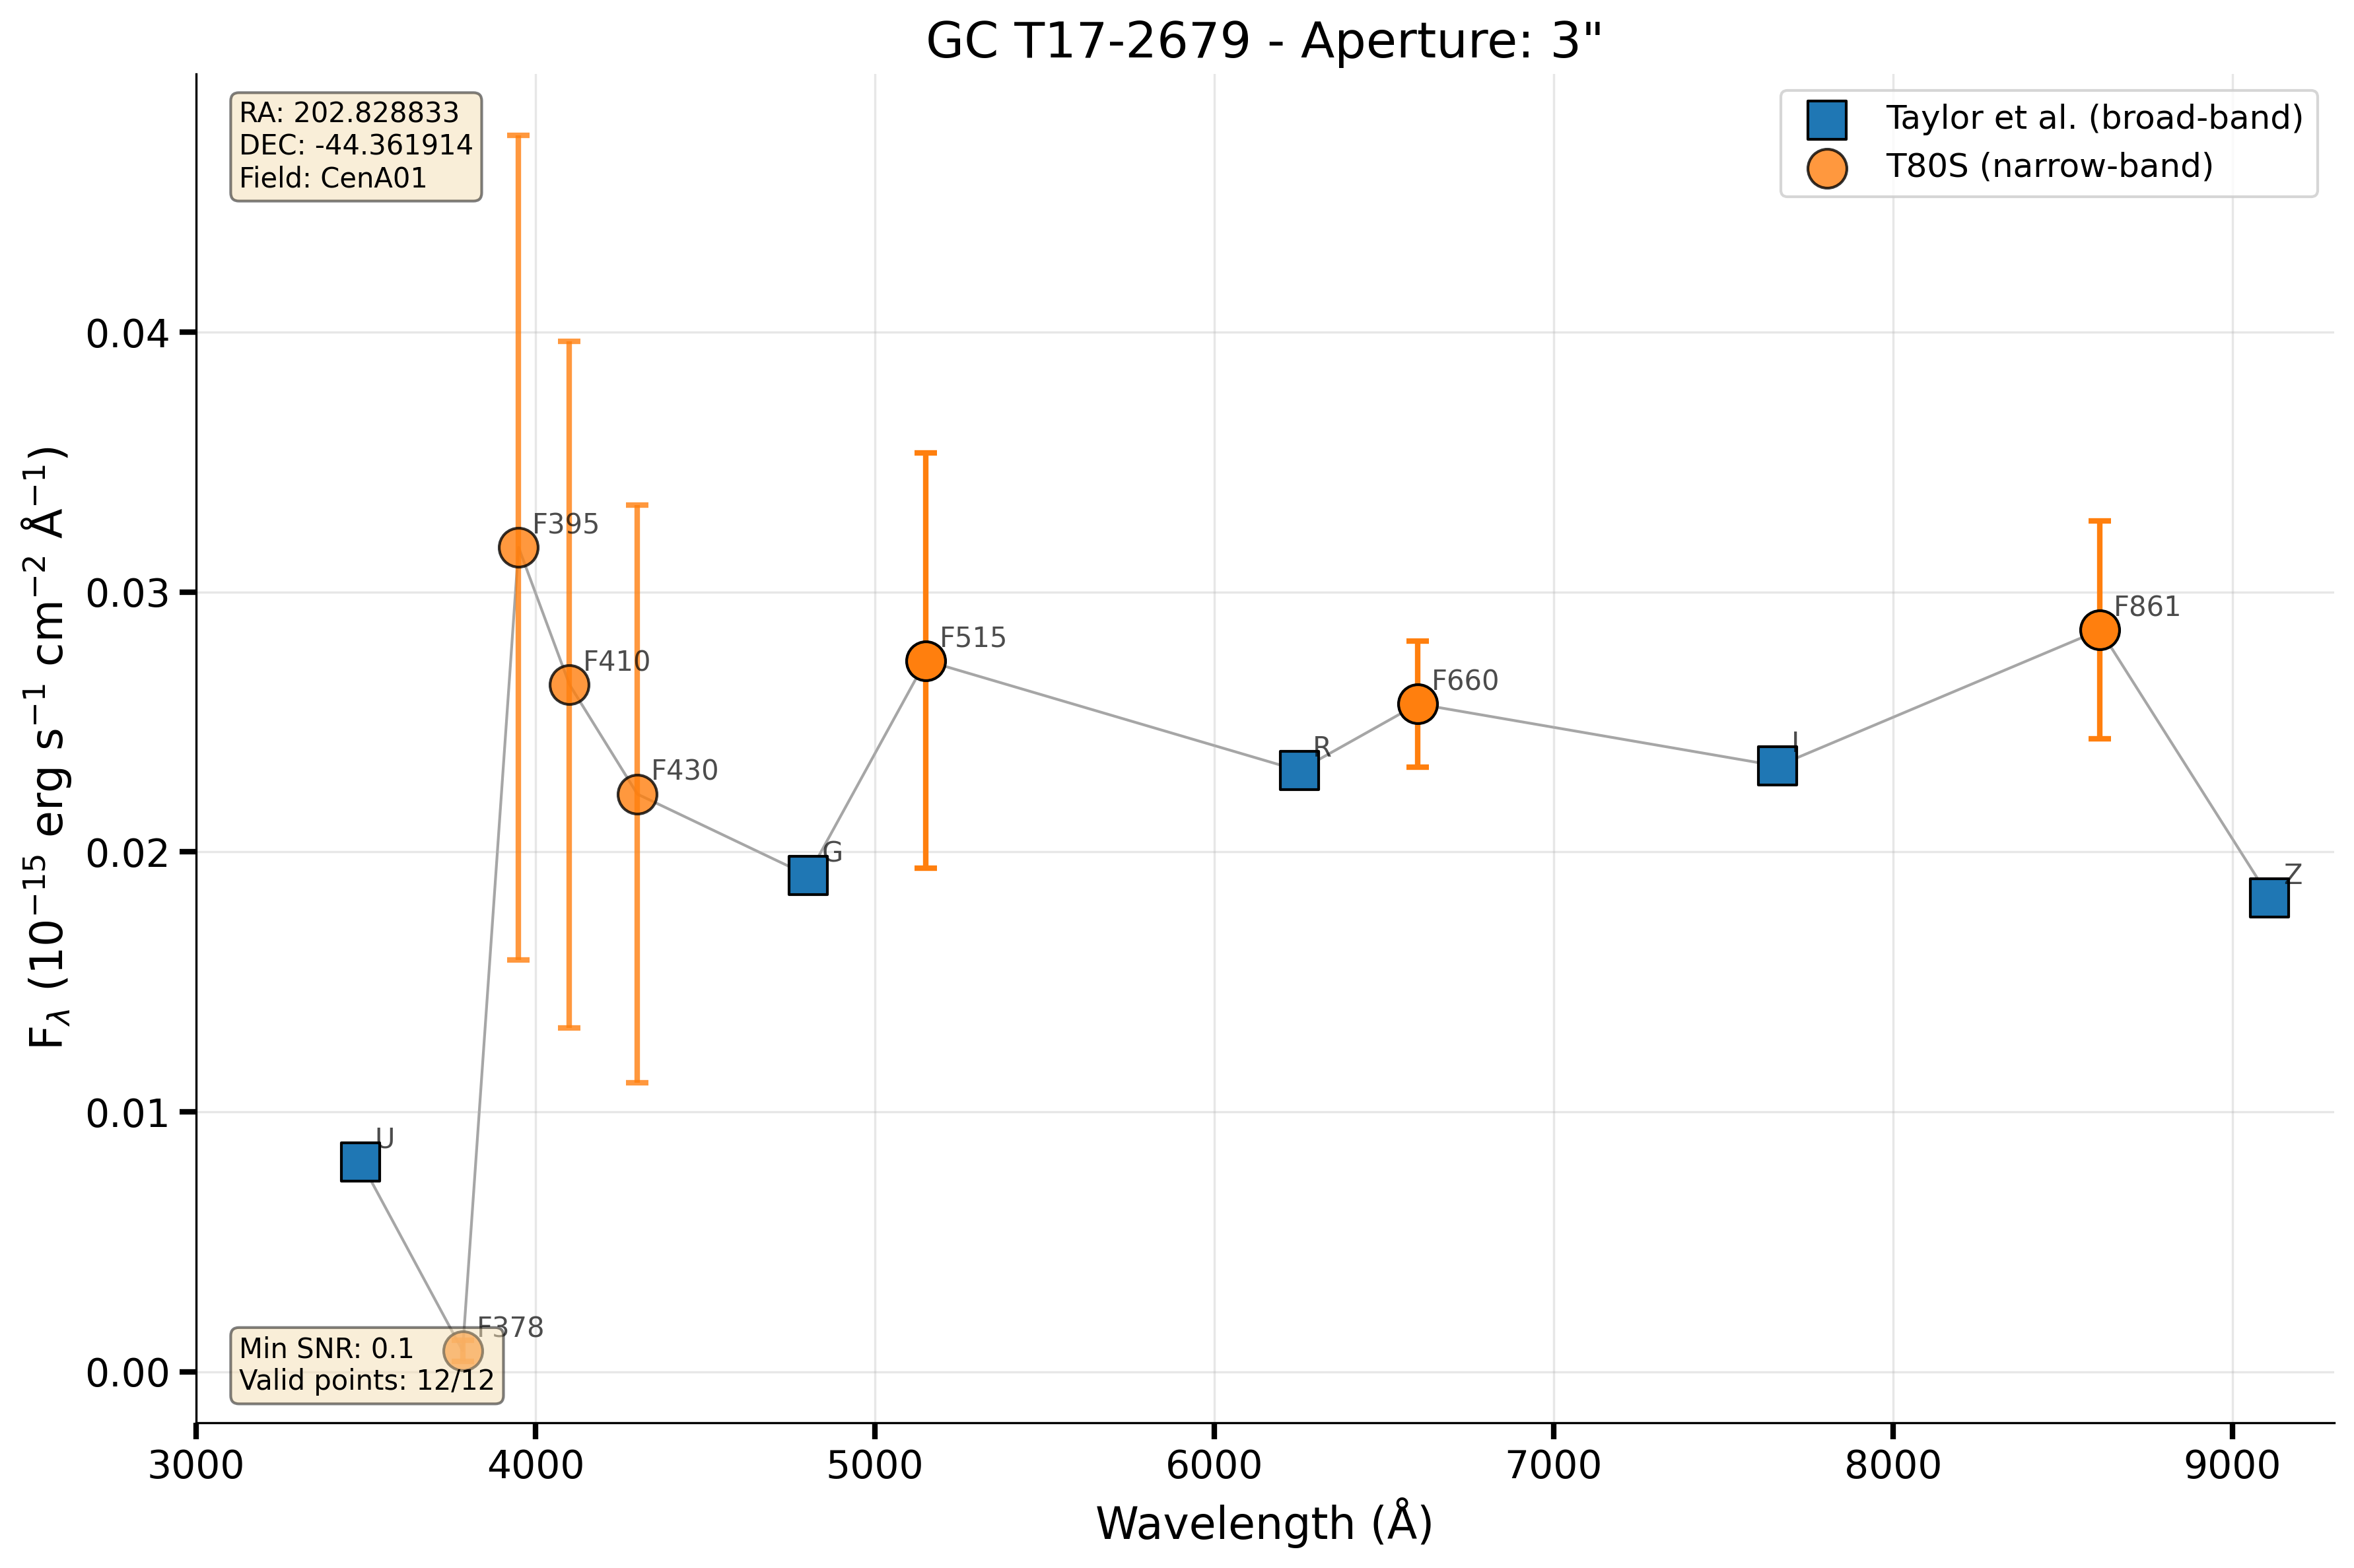 GC T17-2679 - Aperture: 3"
RA: 202.828833
DEC: -44.361914
Field: CenA01
Taylor et al. (broad-band)
T80S (narrow-band)
0.04
0.03
0.02
0.01
0.00
F395
F410
F430
F515
F660
F861
R
I
G
Z
U
F378
Min SNR: 0.1
Valid points: 12/12
3000 4000 5000 6000 7000 8000 9000
Wavelength (Å)
F_λ (10⁻¹⁵ erg s⁻¹ cm⁻² Å⁻¹)